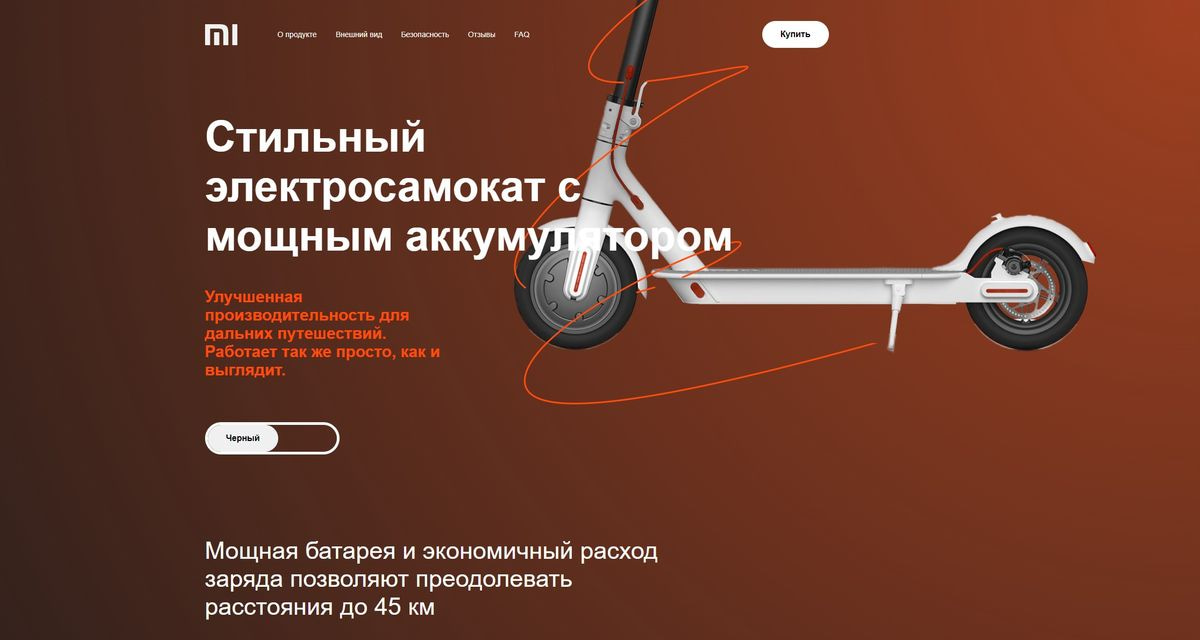 mi
О продукте Внешний вид Безопасность Отзывы FAQ Купить
Стильный
электросамокат с
мощным аккумулятором
Улучшенная
производительность для
дальних путешествий.
Работает так же просто, как и
выглядит.
Черный
Мощная батарея и экономичный расход
заряда позволяют преодолевать
расстояния до 45 км